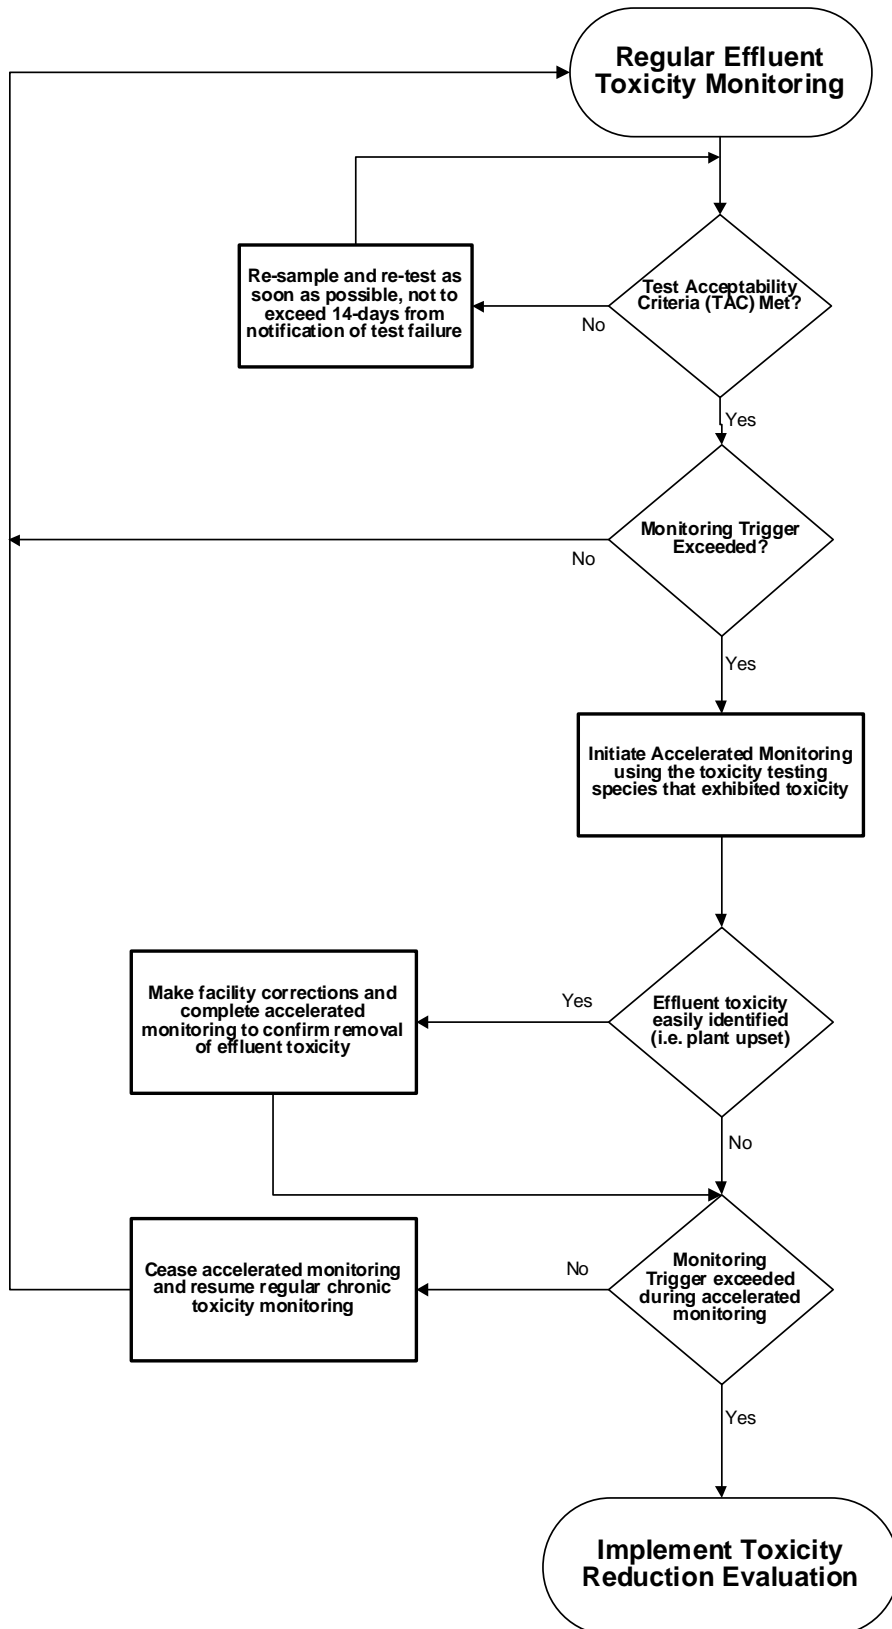 Regular Effluent
Toxicity Monitoring
Re-sample and re-test as
soon as possible, not to
exceed 14-days from
notification of test failure
Test Acceptability
Criteria (TAC) Met?
No
Yes
Monitoring Trigger
Exceeded?
No
Yes
Initiate Accelerated Monitoring
using the toxicity testing
species that exhibited toxicity
Make facility corrections and
complete accelerated
monitoring to confirm removal
of effluent toxicity
Yes
Effluent toxicity
easily identified
(i.e. plant upset)
No
Cease accelerated monitoring
and resume regular chronic
toxicity monitoring
No
Monitoring
Trigger exceeded
during accelerated
monitoring
Yes
Implement Toxicity
Reduction Evaluation